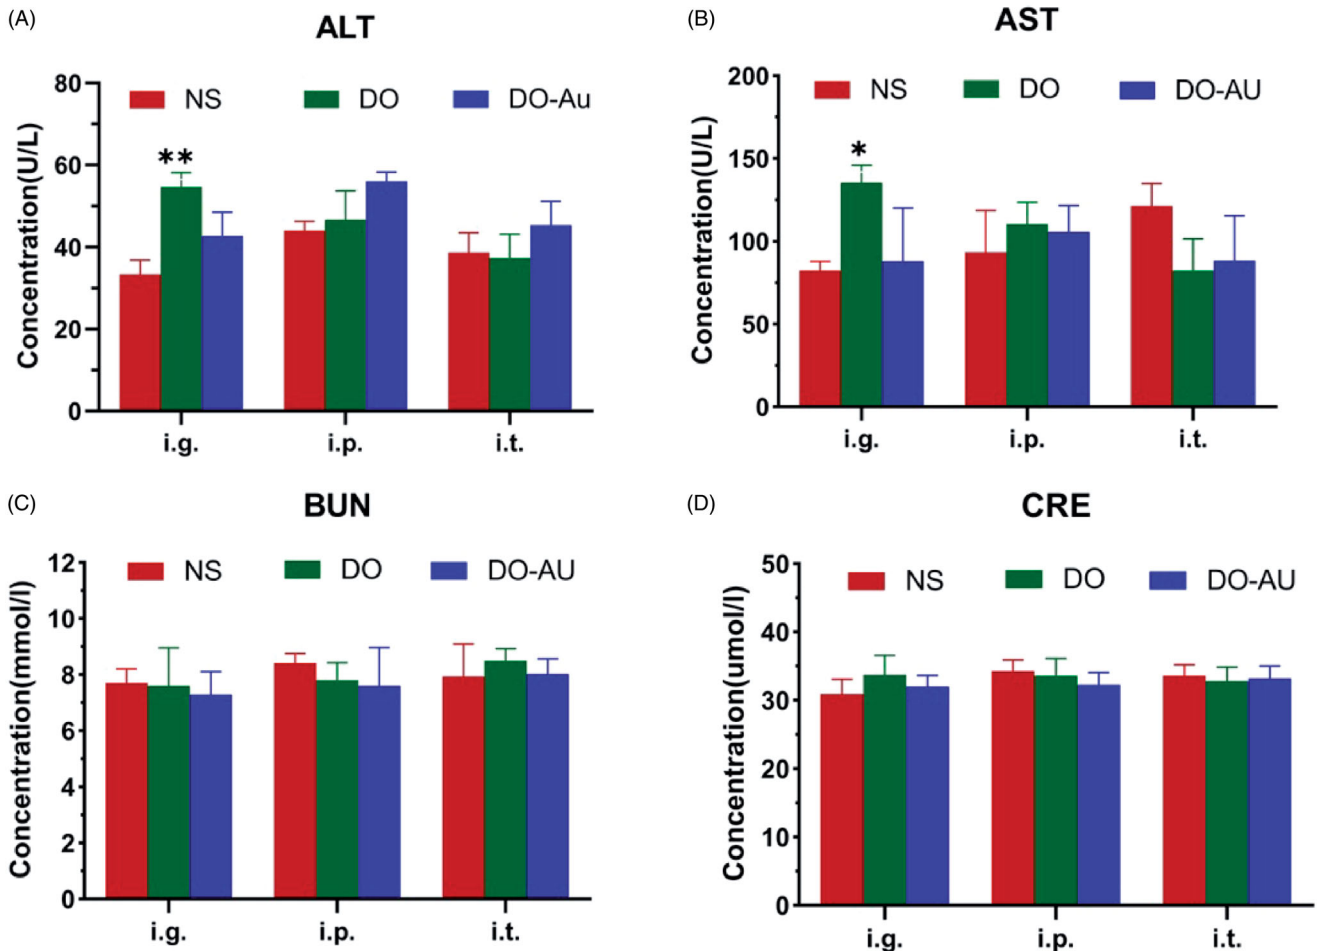 (A)
ALT
Concentration(U/L)
80
60
40
20
0
NS DO DO-Au
**
i.g. i.p. i.t.
(B)
AST
Concentration(U/L)
200
150
100
50
0
NS DO DO-AU
*
i.g. i.p. i.t.
(C)
BUN
Concentration(mmol/l)
12
10
8
6
4
2
0
NS DO DO-AU
i.g. i.p. i.t.
(D)
CRE
Concentration(umol/l)
50
40
30
20
10
0
NS DO DO-AU
i.g. i.p. i.t.